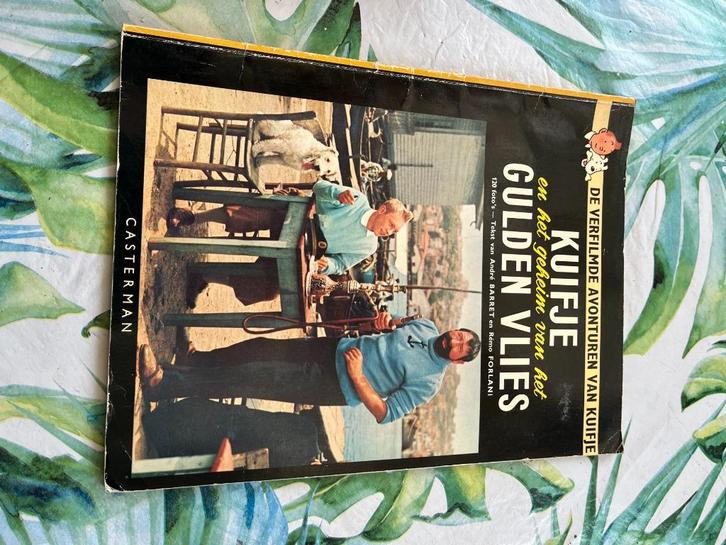 DE VERFILMDE AVONTUREN VAN KUIFJE
KUIFJE
en het geheim van het
GULDEN VLIES
120 foto's — Tekst van André BARRET en Rémo FORLANI
CASTERMAN